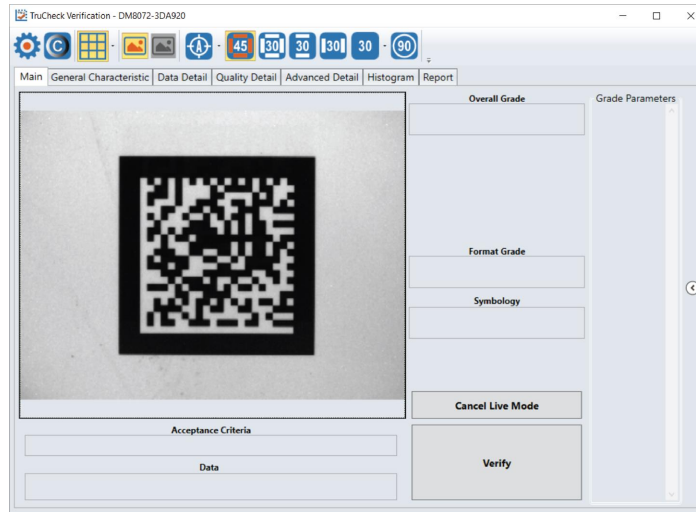 TruCheck Verification - DM8072-3DA920
C A 45 30 30 30 30 90
Main General Characteristic Data Detail Quality Detail Advanced Detail Histogram Report
Overall Grade
Grade Parameters
Format Grade
Symbology
Cancel Live Mode
Acceptance Criteria
Verify
Data